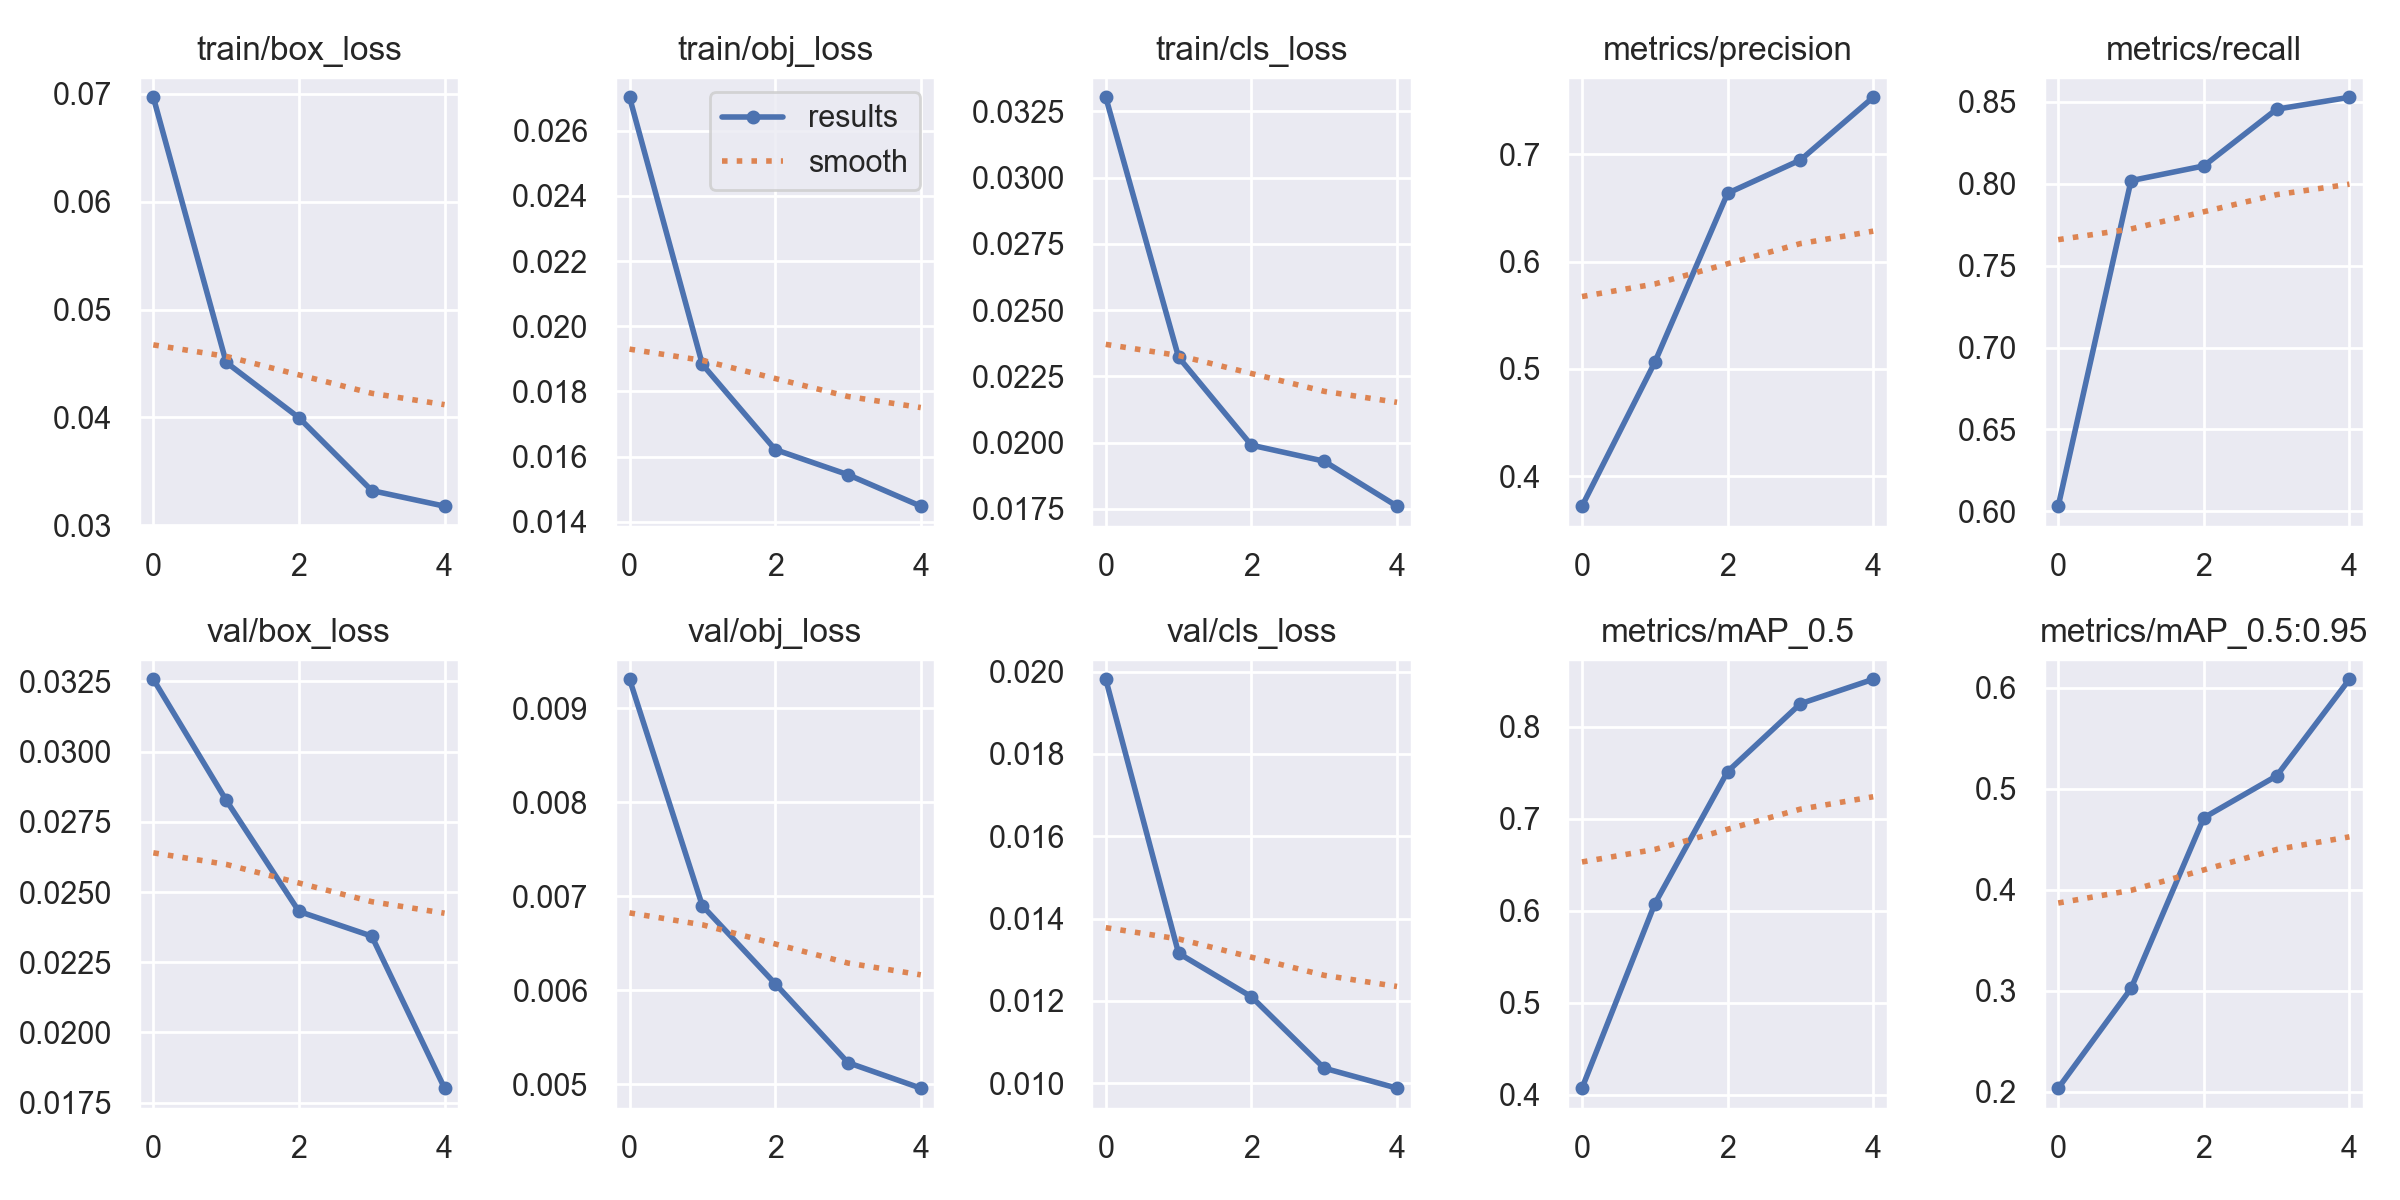 train/box_loss
0.07
0.06
0.05
0.04
0.03
0 2 4
train/obj_loss
results
smooth
0.026
0.024
0.022
0.020
0.018
0.016
0.014
0 2 4
train/cls_loss
0.0325
0.0300
0.0275
0.0250
0.0225
0.0200
0.0175
0 2 4
metrics/precision
0.7
0.6
0.5
0.4
0 2 4
metrics/recall
0.85
0.80
0.75
0.70
0.65
0.60
0 2 4
val/box_loss
0.0325
0.0300
0.0275
0.0250
0.0225
0.0200
0.0175
0 2 4
val/obj_loss
0.009
0.008
0.007
0.006
0.005
0 2 4
val/cls_loss
0.020
0.018
0.016
0.014
0.012
0.010
0 2 4
metrics/mAP_0.5
0.8
0.7
0.6
0.5
0.4
0 2 4
metrics/mAP_0.5:0.95
0.6
0.5
0.4
0.3
0.2
0 2 4